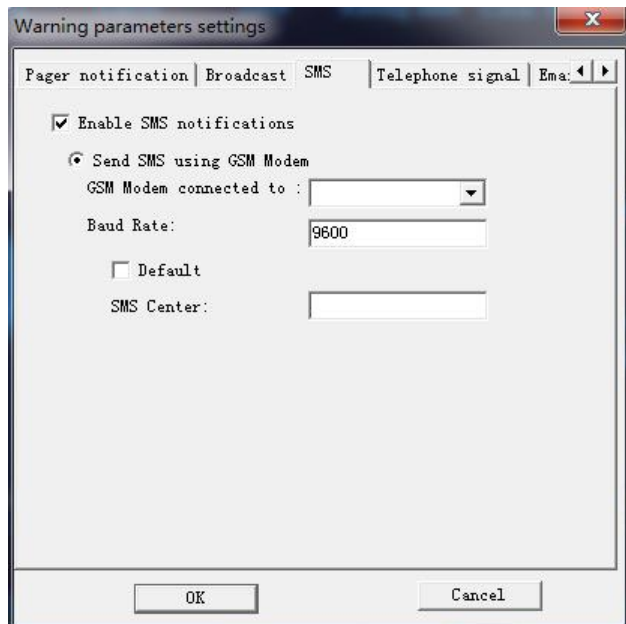 Warning parameters settings
Pager notification Broadcast SMS Telephone signal Ema
Enable SMS notifications
Send SMS using GSM Modem
GSM Modem connected to :
Baud Rate: 9600
Default
SMS Center:
OK Cancel